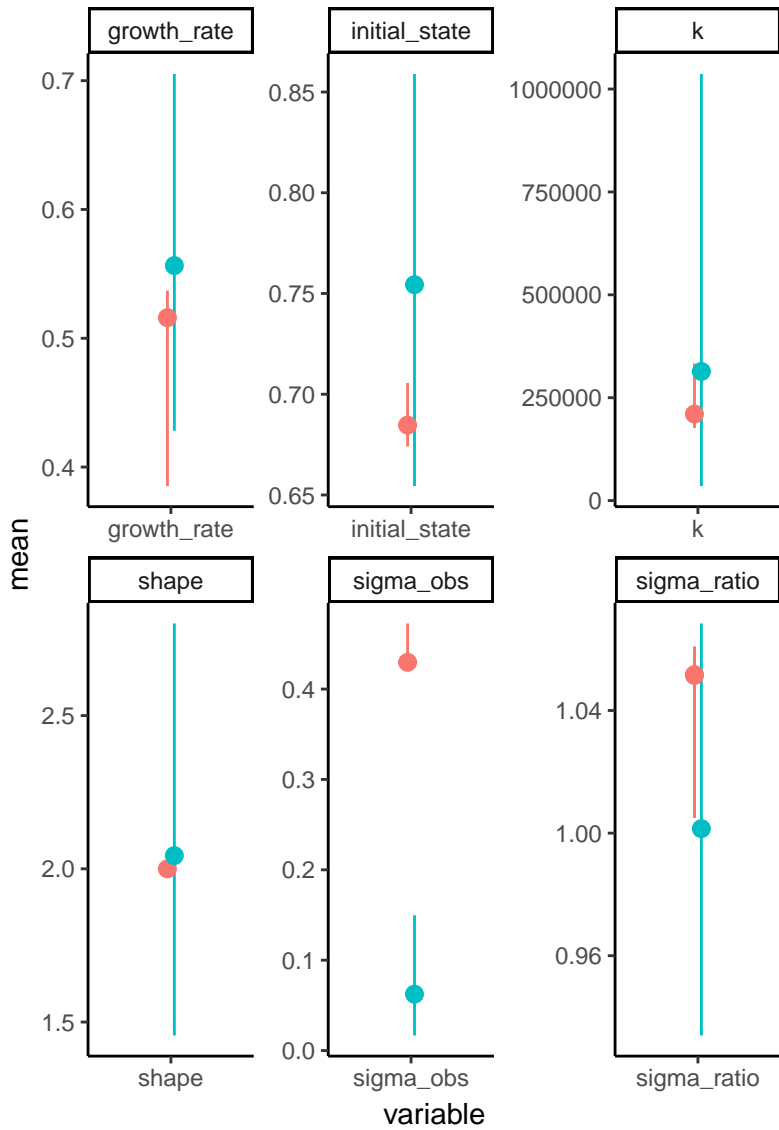 growth_rate
initial_state
k
0.7
0.6
0.5
0.4
growth_rate
0.85
0.80
0.75
0.70
0.65
initial_state
1000000
750000
500000
250000
0
k
mean
shape
sigma_obs
sigma_ratio
2.5
2.0
1.5
shape
0.4
0.3
0.2
0.1
0.0
sigma_obs
1.04
1.00
0.96
sigma_ratio
variable